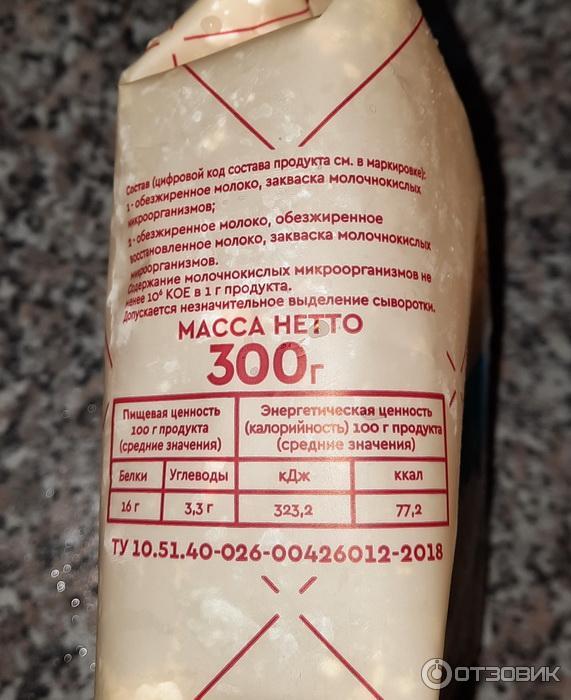 Состав (цифровой код состава продукта см. в маркировке):
1 - обезжиренное молоко, закваска молочнокислых
микроорганизмов;
2 - обезжиренное молоко, обезжиренное
восстановленное молоко, закваска молочнокислых
микроорганизмов.
Содержание молочнокислых микроорганизмов не
менее 10⁶ КОЕ в 1 г продукта.
Допускается незначительное выделение сыворотки.
МАССА НЕТТО
300г
Пищевая ценность
100 г продукта
(средние значения)
Энергетическая ценность
(калорийность) 100 г продукта
(средние значения)
Белки Углеводы кДж ккал
16 г 3,3 г 323,2 77,2
ТУ 10.51.40-026-00426012-2018
ОТЗОВИК